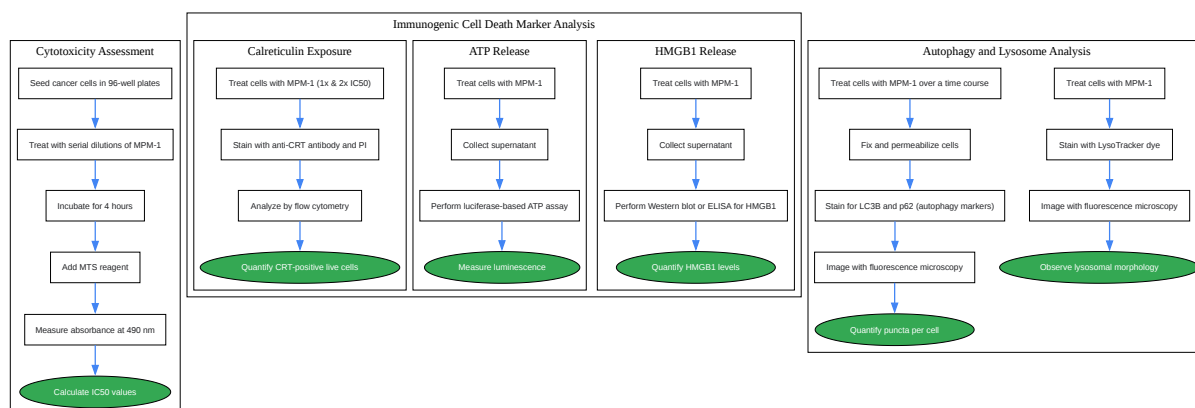 Immunogenic Cell Death Marker Analysis
Cytotoxicity Assessment
Seed cancer cells in 96-well plates
Treat with serial dilutions of MPM-1
Incubate for 4 hours
Add MTS reagent
Measure absorbance at 490 nm
Calculate IC50 values
Calreticulin Exposure
Treat cells with MPM-1 (1x & 2x IC50)
Stain with anti-CRT antibody and PI
Analyze by flow cytometry
Quantify CRT-positive live cells
ATP Release
Treat cells with MPM-1
Collect supernatant
Perform luciferase-based ATP assay
Measure luminescence
HMGB1 Release
Treat cells with MPM-1
Collect supernatant
Perform Western blot or ELISA for HMGB1
Quantify HMGB1 levels
Autophagy and Lysosome Analysis
Treat cells with MPM-1 over a time course
Fix and permeabilize cells
Stain for LC3B and p62 (autophagy markers)
Image with fluorescence microscopy
Quantify puncta per cell
Treat cells with MPM-1
Stain with LysoTracker dye
Image with fluorescence microscopy
Observe lysosomal morphology